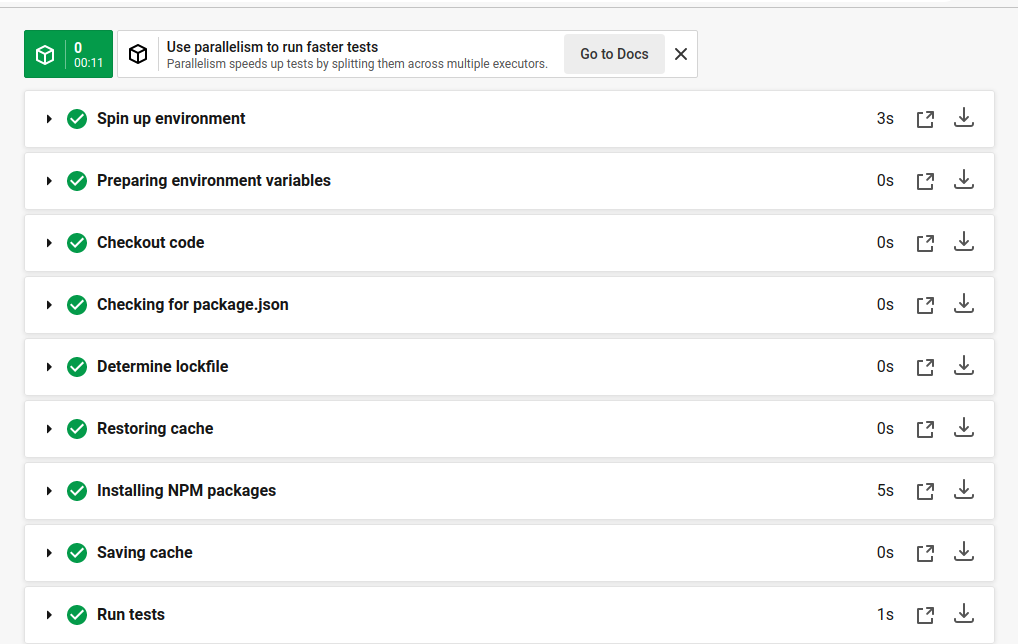 0
00:11
Use parallelism to run faster tests
Parallelism speeds up tests by splitting them across multiple executors.
Go to Docs
Spin up environment 3s
Preparing environment variables 0s
Checkout code 0s
Checking for package.json 0s
Determine lockfile 0s
Restoring cache 0s
Installing NPM packages 5s
Saving cache 0s
Run tests 1s